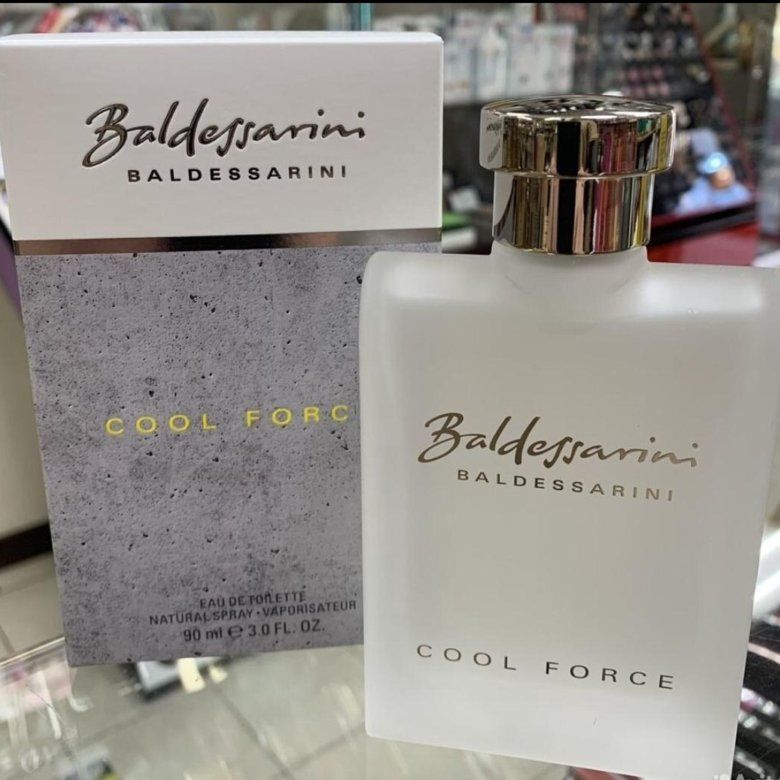 Baldessarini
BALDESSARINI
COOL FORC
EAU DE TOILETTE
NATURAL SPRAY • VAPORISATEUR
90 ml ℮ 3.0 FL. OZ.
Baldessarini
BALDESSARINI
COOL FORCE